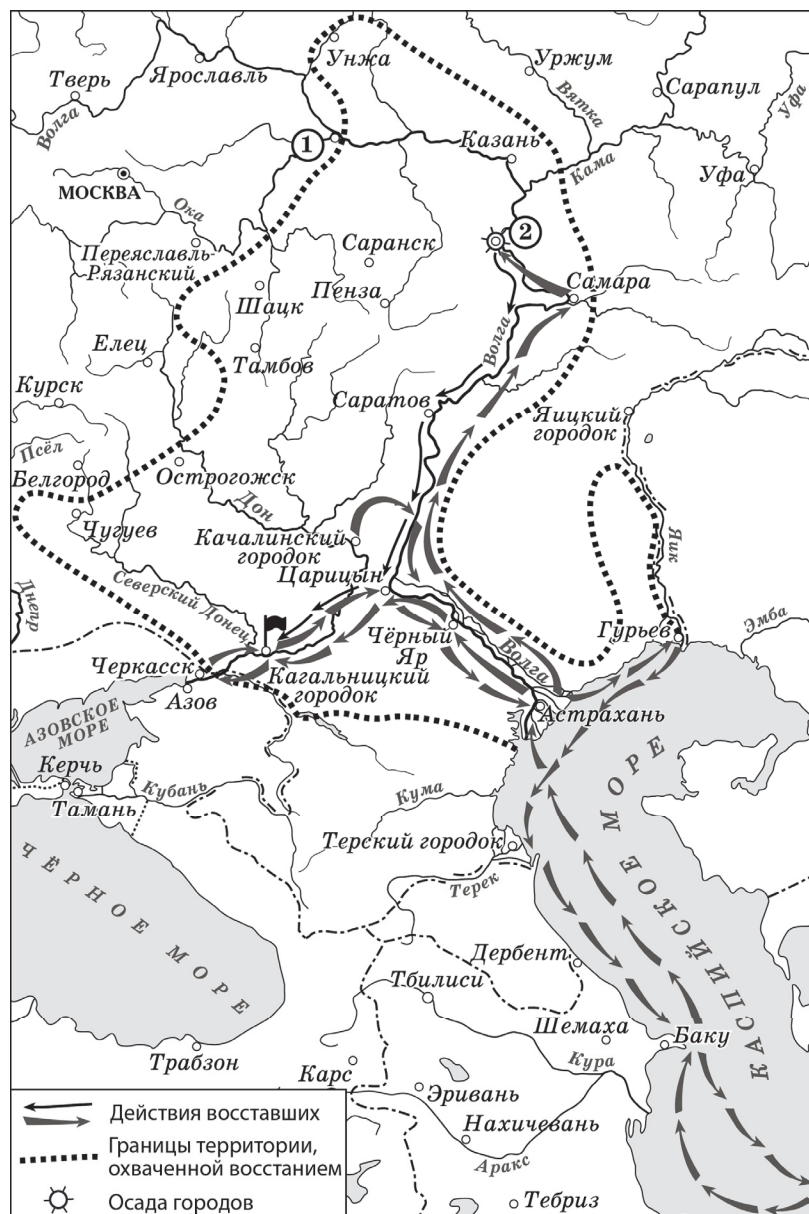 Унжа
Уржум
Ярославль
Тверь
Вятка
Сарапул
Уфа
Волга
1
Казань
Кама
Уфа
МОСКВА
Ока
2
Переяславль-
Рязанский
Саранск
Самара
Шацк
Пенза
Волга
Елец
Тамбов
Курск
Саратов
Яицкий
городок
Псёл
Белгород
Острогожск
Дон
Чугуев
Качалинский
городок
Яик
Царицын
Северский Донец
Днепр
Чёрный
Яр
Волга
Гурьев
Эмба
Черкасск
Кагальницкий
городок
Азов
Астрахань
АЗОВСКОЕ
МОРЕ
Керчь
Кубань
Кума
Тамань
Терский городок
КАСПИЙСКОЕ МОРЕ
ЧЁРНОЕ МОРЕ
Терек
Дербент
Тбилиси
Шемаха
Баку
Трабзон
Кура
Карс
Эривань
Нахичевань
Аракс
Тебриз
Действия восставших
Границы территории,
охваченной восстанием
Осада городов